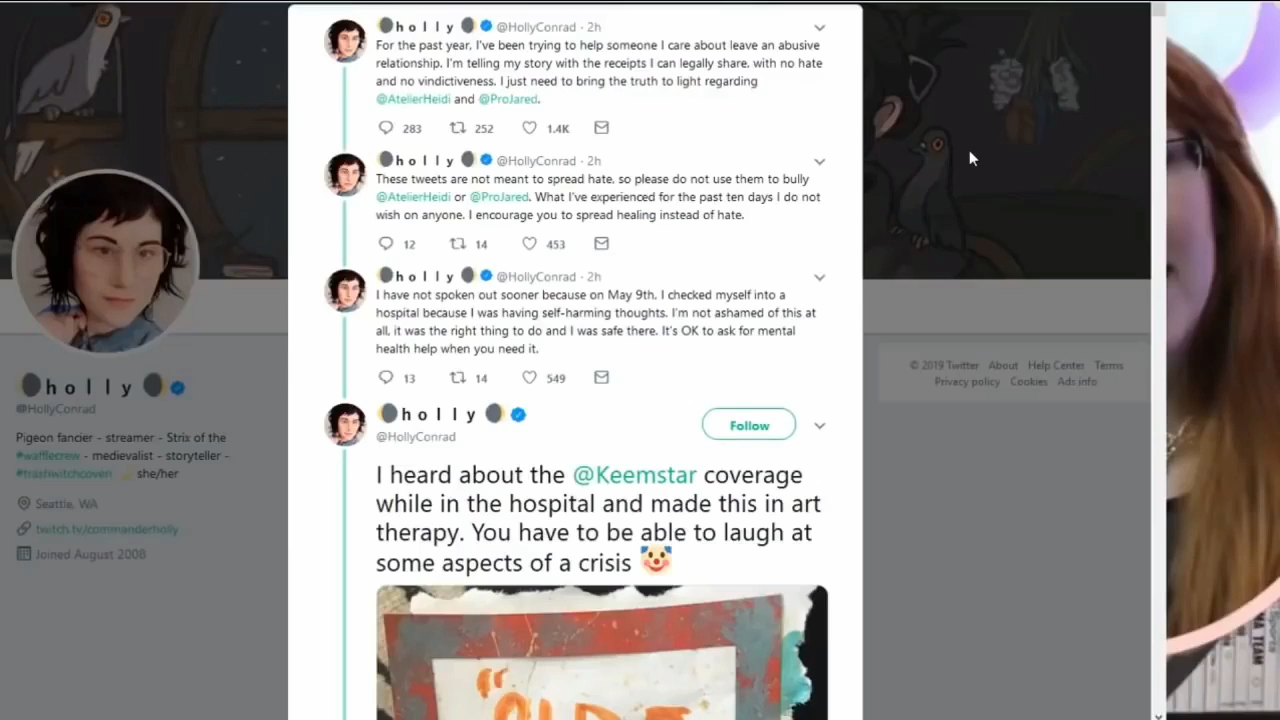 holly @HollyConrad · 2h
For the past year, I've been trying to help someone I care about leave an abusive
relationship. I'm telling my story with the receipts I can legally share, with no hate
and no vindictiveness. I just need to bring the truth to light regarding
@AtelierHeidi and @ProJared.
283 252 1.4K
holly @HollyConrad · 2h
These tweets are not meant to spread hate, so please do not use them to bully
@AtelierHeidi or @ProJared. What I've experienced for the past ten days I do not
wish on anyone. I encourage you to spread healing instead of hate.
12 14 453
holly @HollyConrad · 2h
I have not spoken out sooner because on May 9th, I checked myself into a
hospital because I was having self-harming thoughts. I'm not ashamed of this at
all, it was the right thing to do and I was safe there. It's OK to ask for mental
health help when you need it.
13 14 549
holly
@HollyConrad
Follow
I heard about the @Keemstar coverage
while in the hospital and made this in art
therapy. You have to be able to laugh at
some aspects of a crisis 🤡
holly
@HollyConrad
Pigeon fancier - streamer - Strix of the
#wafflecrew - medievalist - storyteller -
#trashwitchcoven 🌙 she/her
Seattle, WA
twitch.tv/commanderholly
Joined August 2008
© 2019 Twitter About Help Center Terms
Privacy policy Cookies Ads info
TEAM